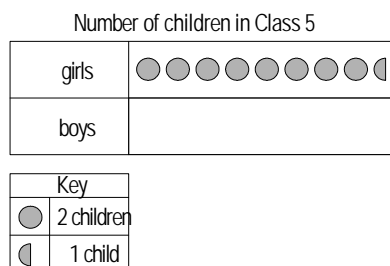 Number of children in Class 5
girls
boys
Key
2 children
1 child